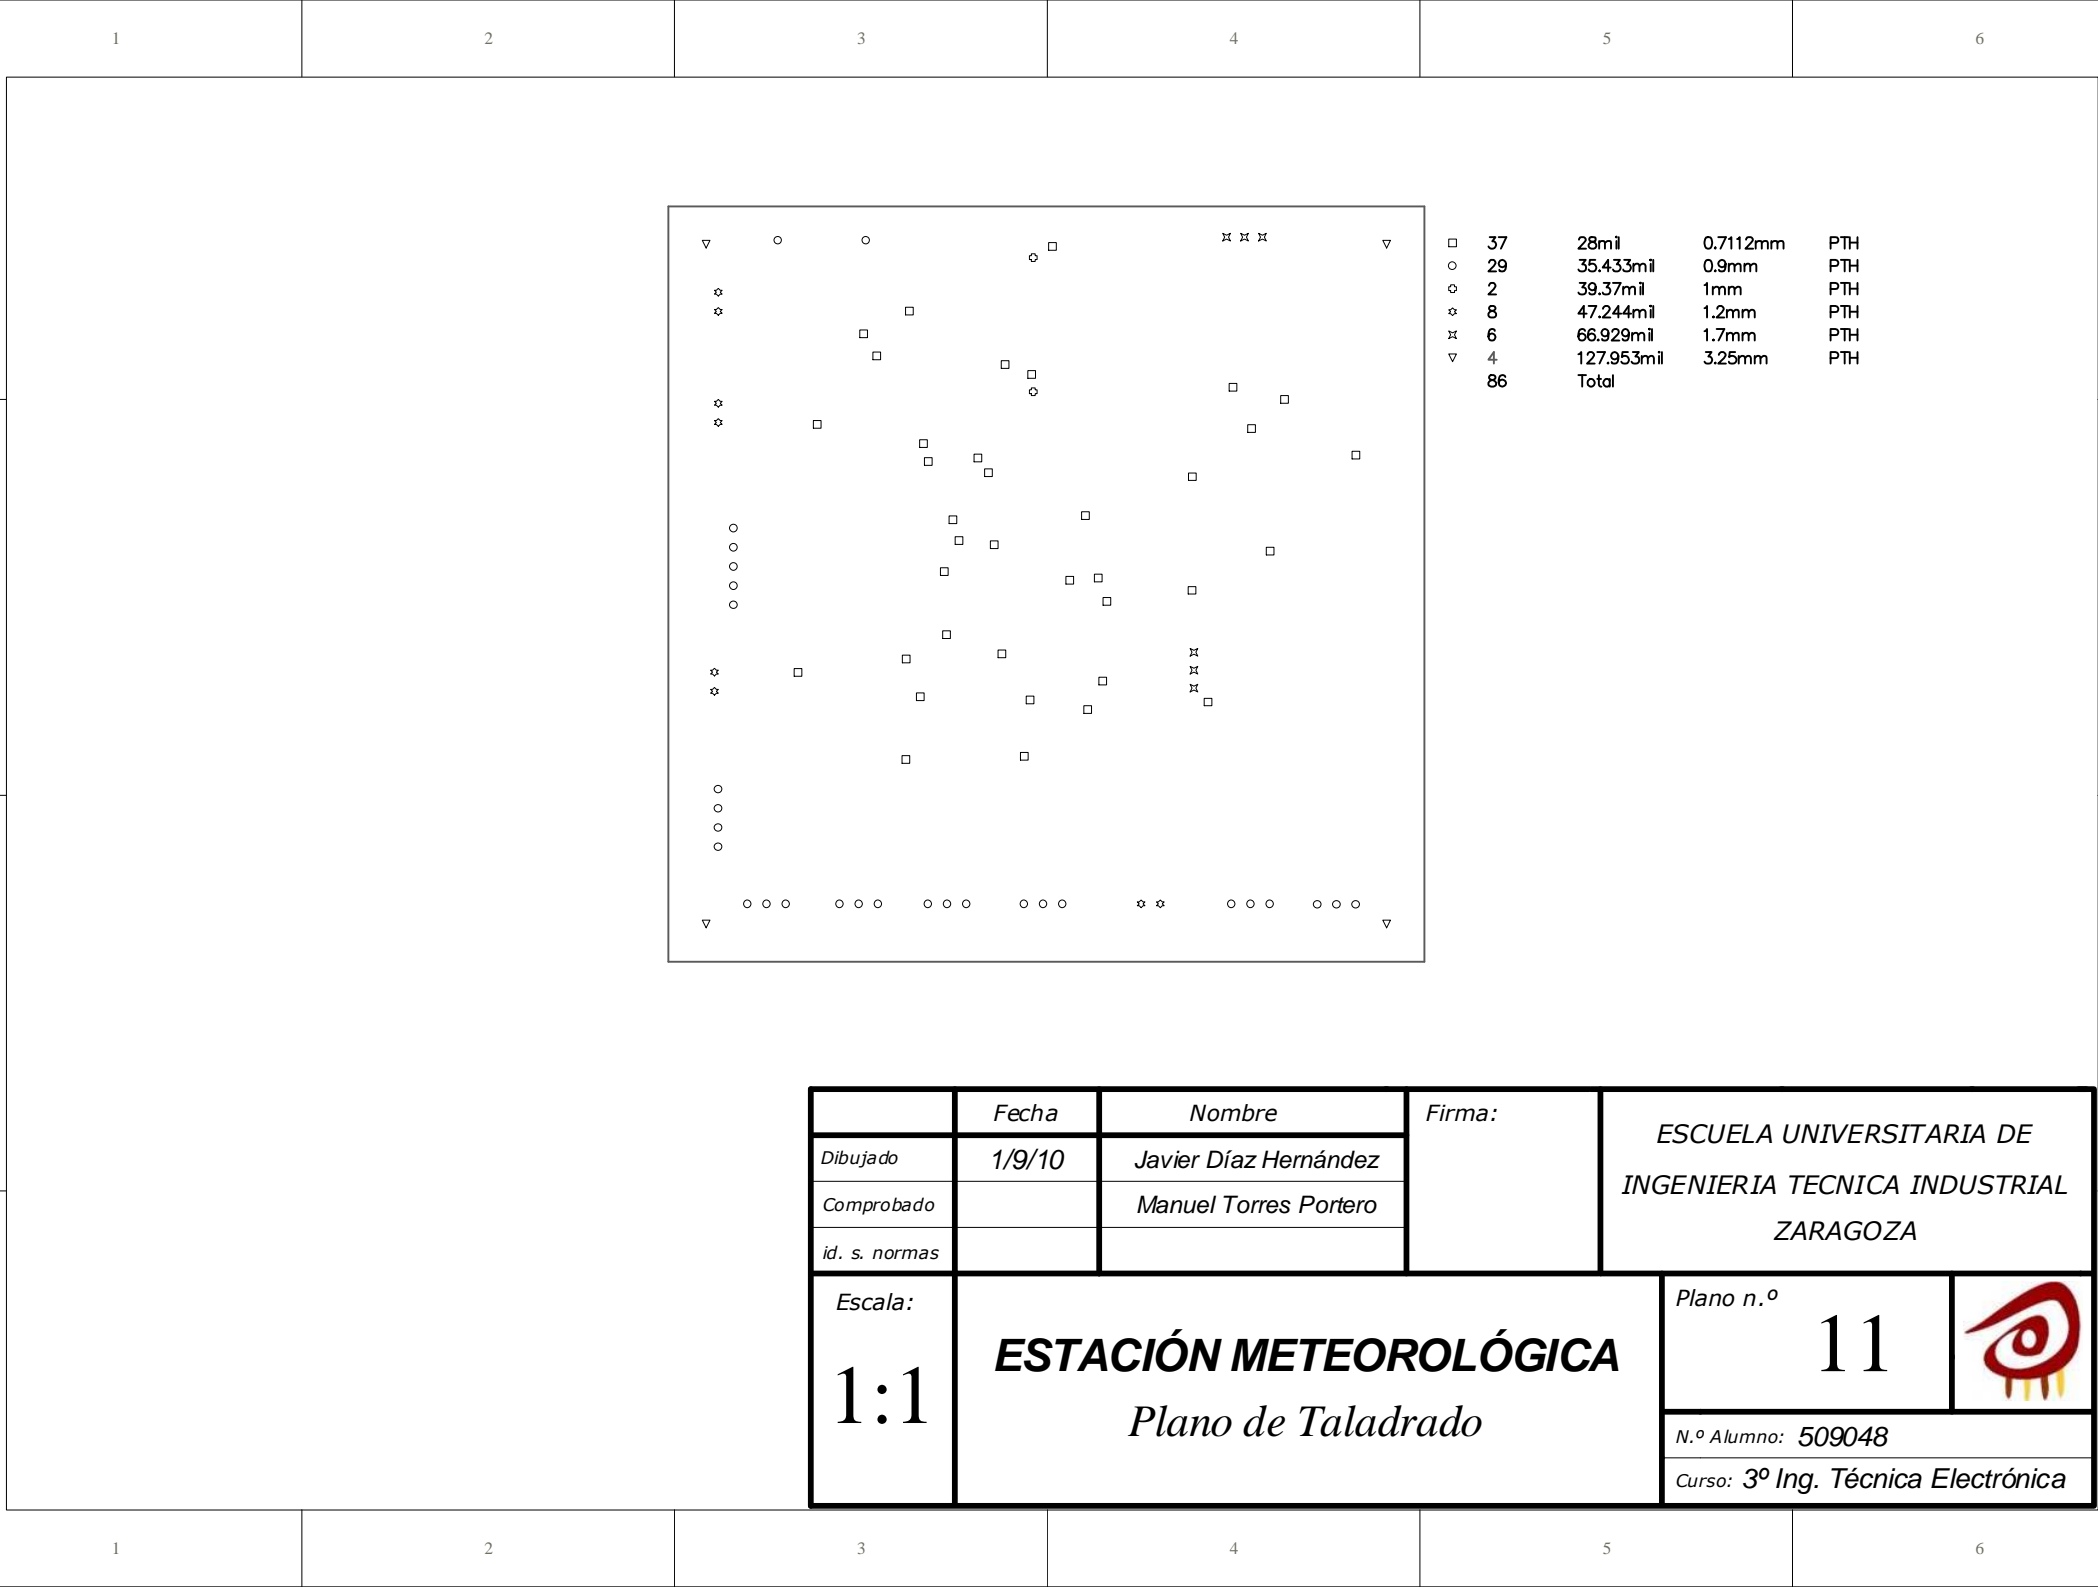 1 2 3 4 5 6
37 28mil 0.7112mm PTH
29 35.433mil 0.9mm PTH
2 39.37mil 1mm PTH
8 47.244mil 1.2mm PTH
6 66.929mil 1.7mm PTH
4 127.953mil 3.25mm PTH
86 Total
Fecha Nombre Firma:
Dibujado 1/9/10 Javier Díaz Hernández
Comprobado Manuel Torres Portero
id. s. normas
ESCUELA UNIVERSITARIA DE
INGENIERIA TECNICA INDUSTRIAL
ZARAGOZA
Escala:
1:1
ESTACIÓN METEOROLÓGICA
Plano de Taladrado
Plano n.º
11
N.º Alumno: 509048
Curso: 3º Ing. Técnica Electrónica
1 2 3 4 5 6